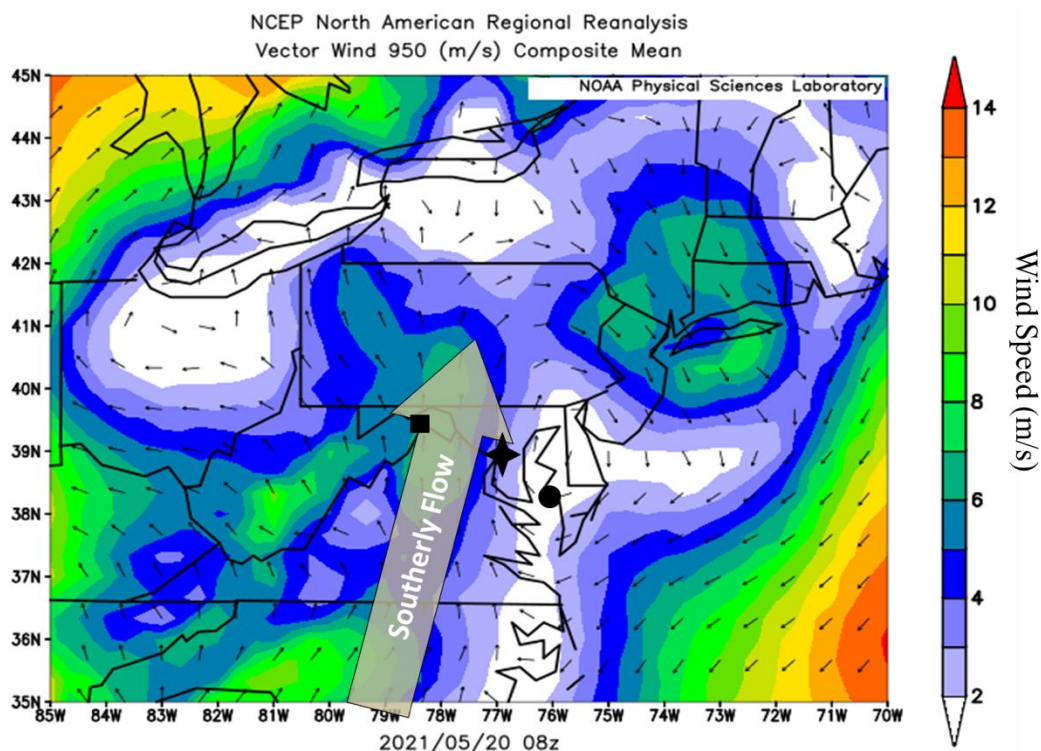 NCEP North American Regional Reanalysis
Vector Wind 950 (m/s) Composite Mean
NOAA Physical Sciences Laboratory
45N
44N
43N
42N
41N
40N
39N
38N
37N
36N
35N
Southerly Flow
85W 84W 83W 82W 81W 80W 79W 78W 77W 76W 75W 74W 73W 72W 71W 70W
2021/05/20 08z
14
12
10
8
6
4
2
Wind Speed (m/s)